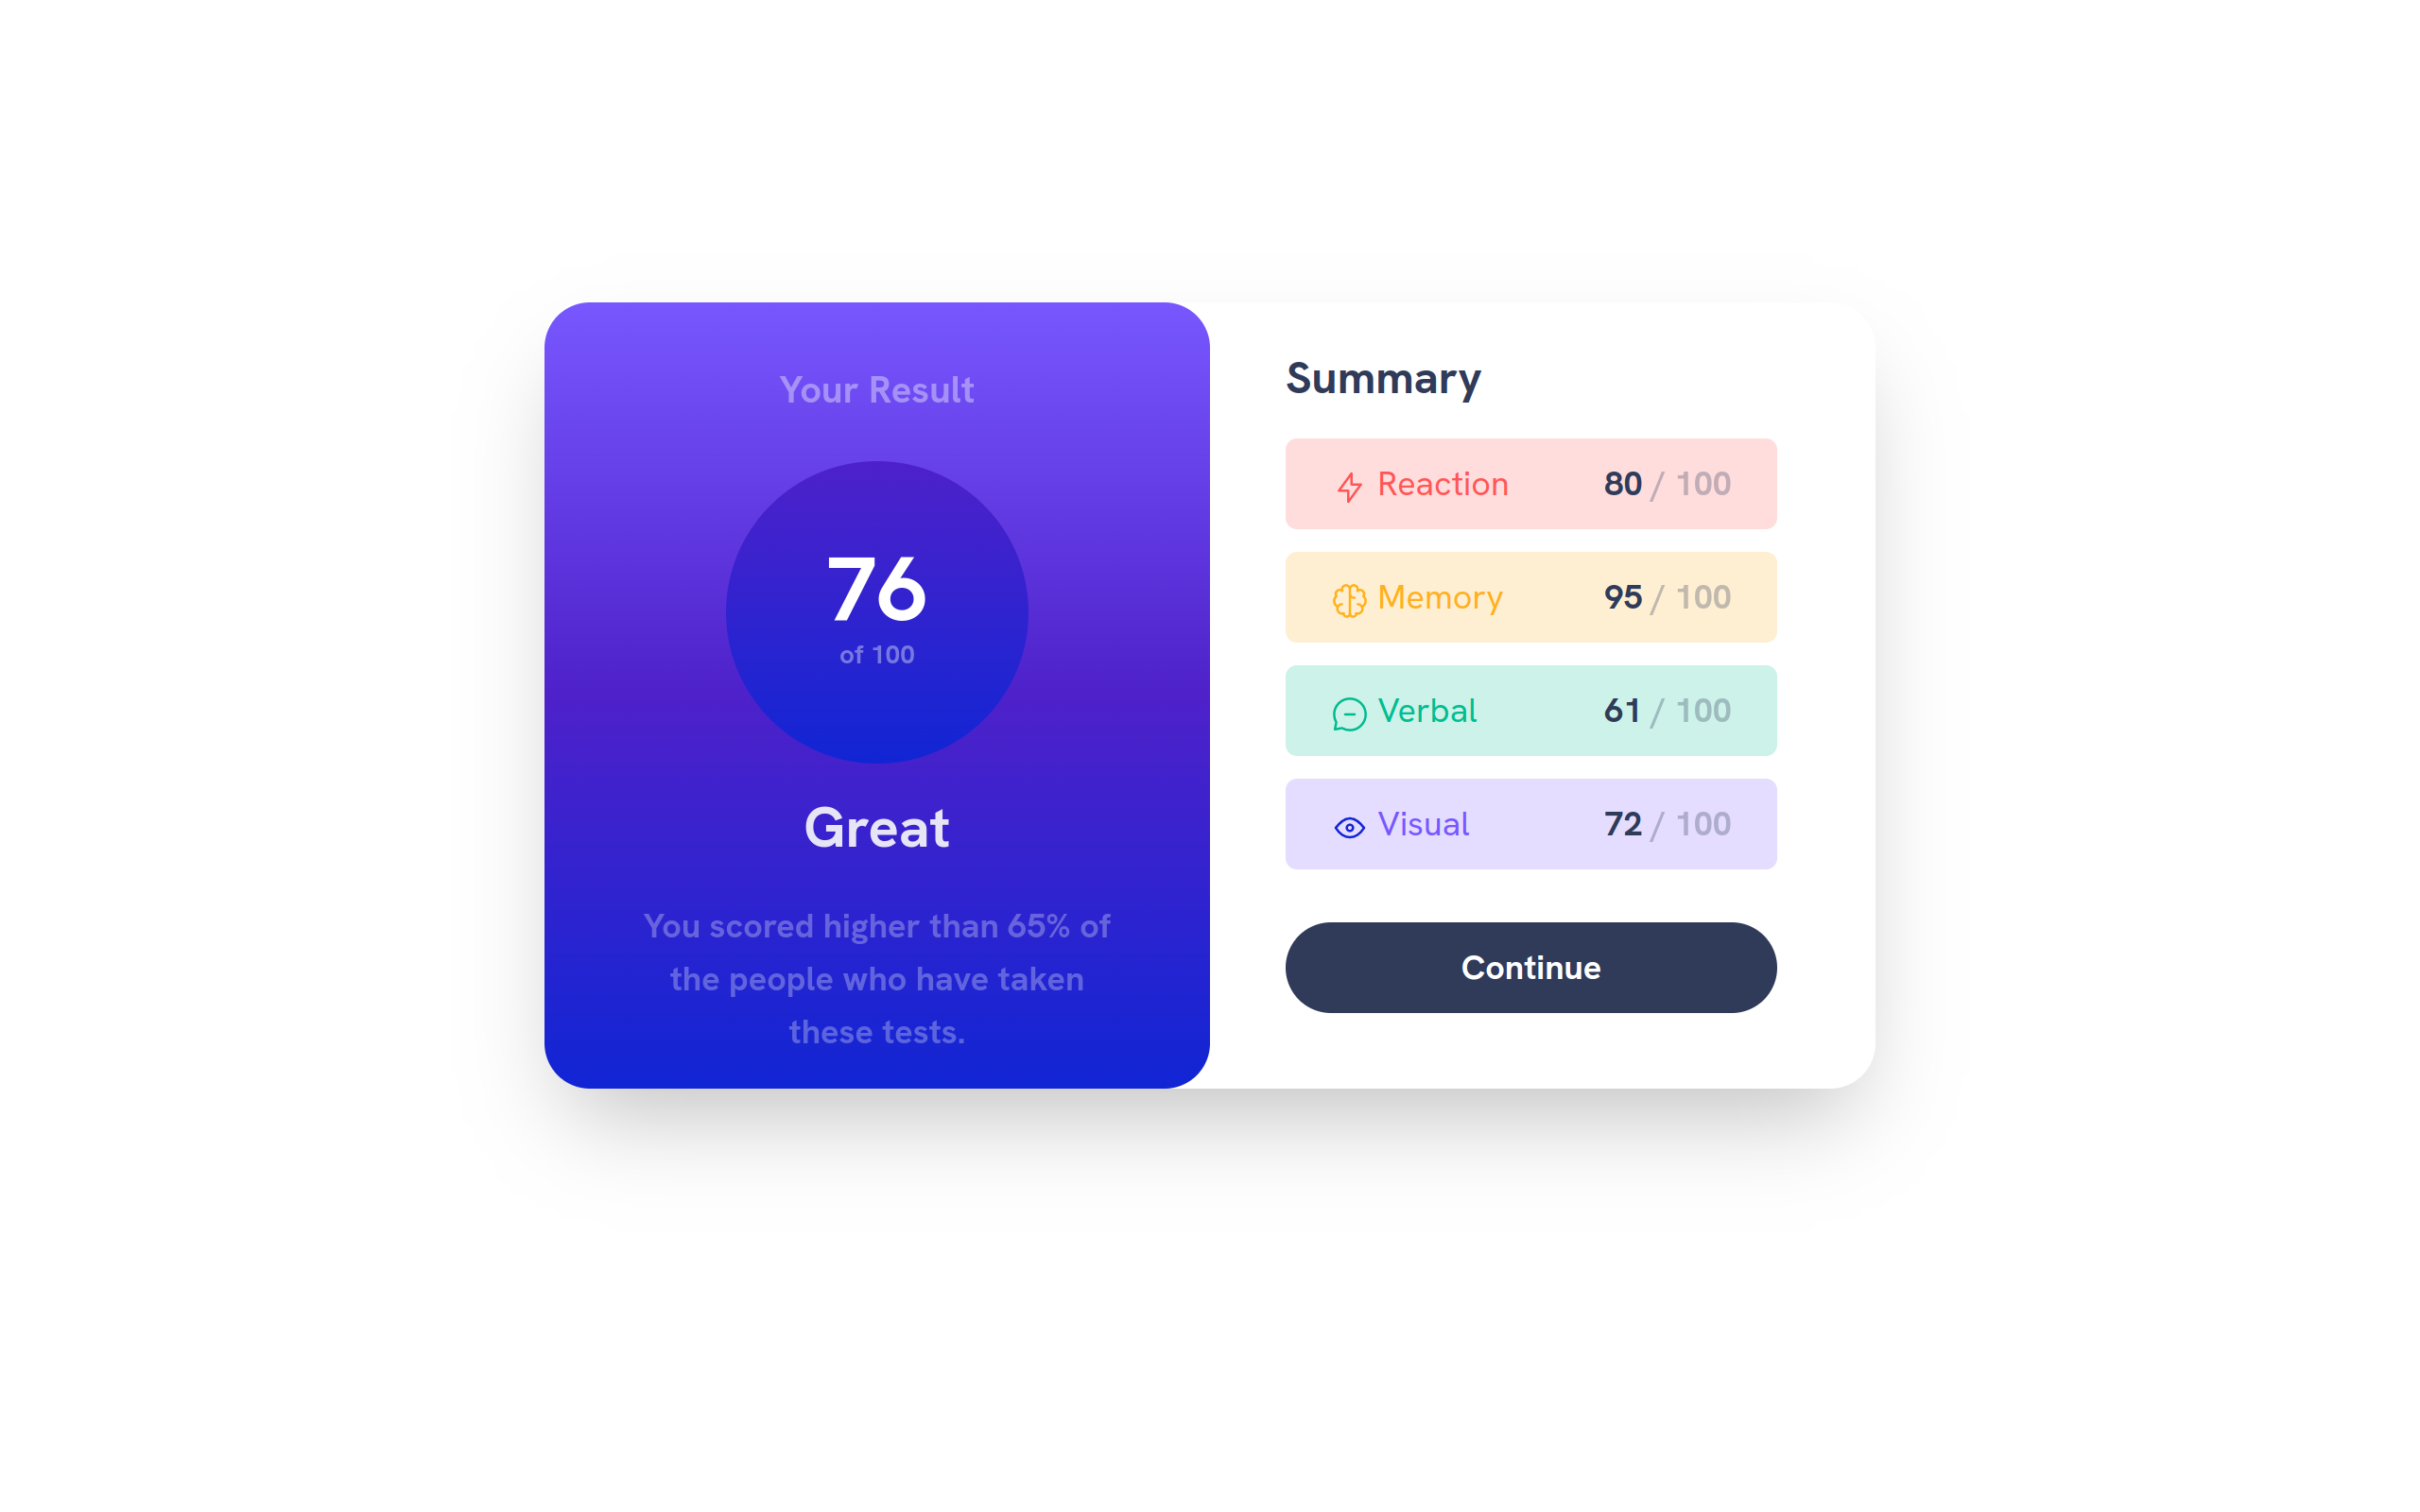 Your Result
76
of 100
Great
You scored higher than 65% of
the people who have taken
these tests.
Summary
Reaction 80 / 100
Memory 95 / 100
Verbal 61 / 100
Visual 72 / 100
Continue